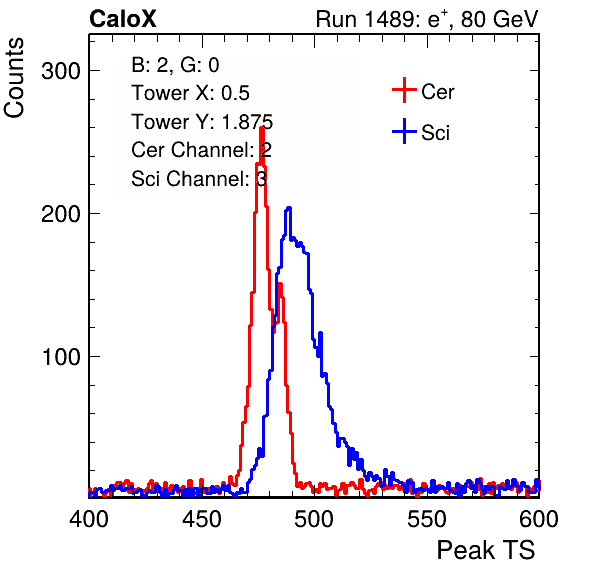 CaloX Run 1489: e⁺, 80 GeV
Counts
B: 2, G: 0
Tower X: 0.5
Tower Y: 1.875
Cer Channel: 2
Sci Channel: 3
Cer
Sci
300
200
100
400 450 500 550 600
Peak TS